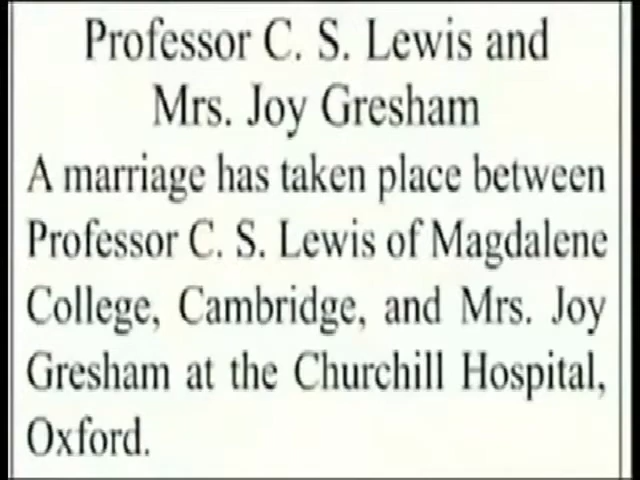 Professor C. S. Lewis and
Mrs. Joy Gresham
A marriage has taken place between
Professor C. S. Lewis of Magdalene
College, Cambridge, and Mrs. Joy
Gresham at the Churchill Hospital,
Oxford.